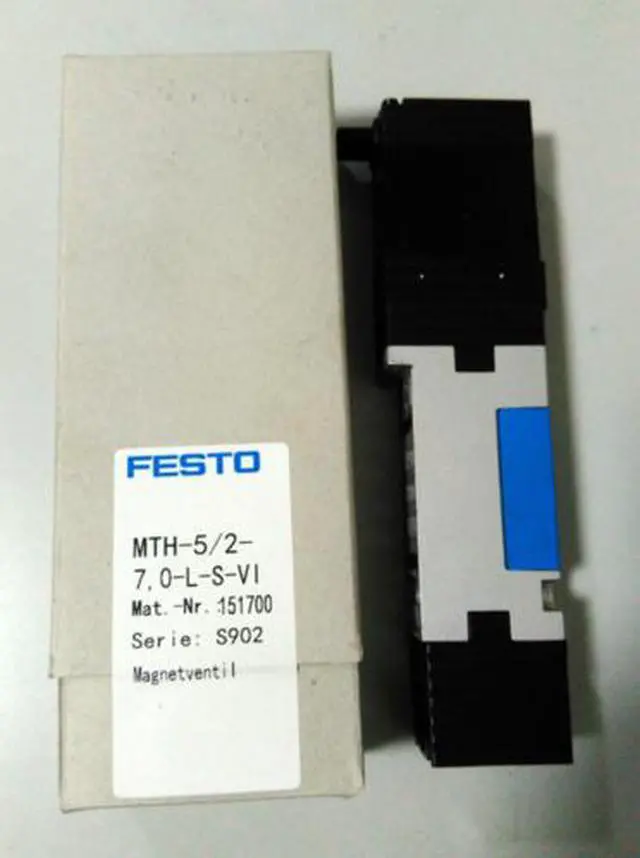 FESTO
MTH-5/2-
7,0-L-S-VI
Mat.-Nr.:151700
Serie: S902
Magnetventil